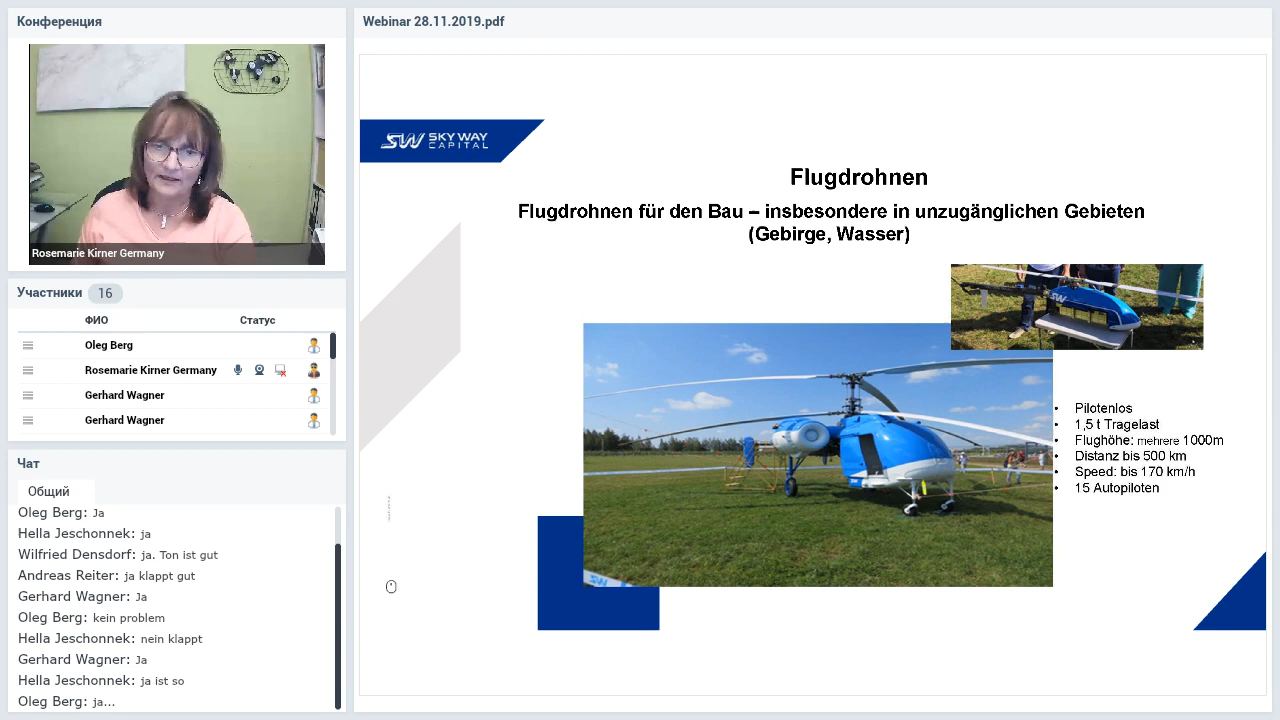 Конференция
Rosemarie Kirner Germany
Участники 16
ФИО Статус
Oleg Berg
Rosemarie Kirner Germany
Gerhard Wagner
Gerhard Wagner
Чат
Общий
Oleg Berg: Ja
Hella Jeschonnek: ja
Wilfried Densdorf: ja. Ton ist gut
Andreas Reiter: ja klappt gut
Gerhard Wagner: Ja
Oleg Berg: kein problem
Hella Jeschonnek: nein klappt
Gerhard Wagner: Ja
Hella Jeschonnek: ja ist so
Oleg Berg: ja...
Webinar 28.11.2019.pdf
SW SKY WAY
CAPITAL
Flugdrohnen
Flugdrohnen für den Bau – insbesondere in unzugänglichen Gebieten
(Gebirge, Wasser)
SW
SW
• Pilotenlos
• 1,5 t Tragelast
• Flughöhe: mehrere 1000m
• Distanz bis 500 km
• Speed: bis 170 km/h
• 15 Autopiloten